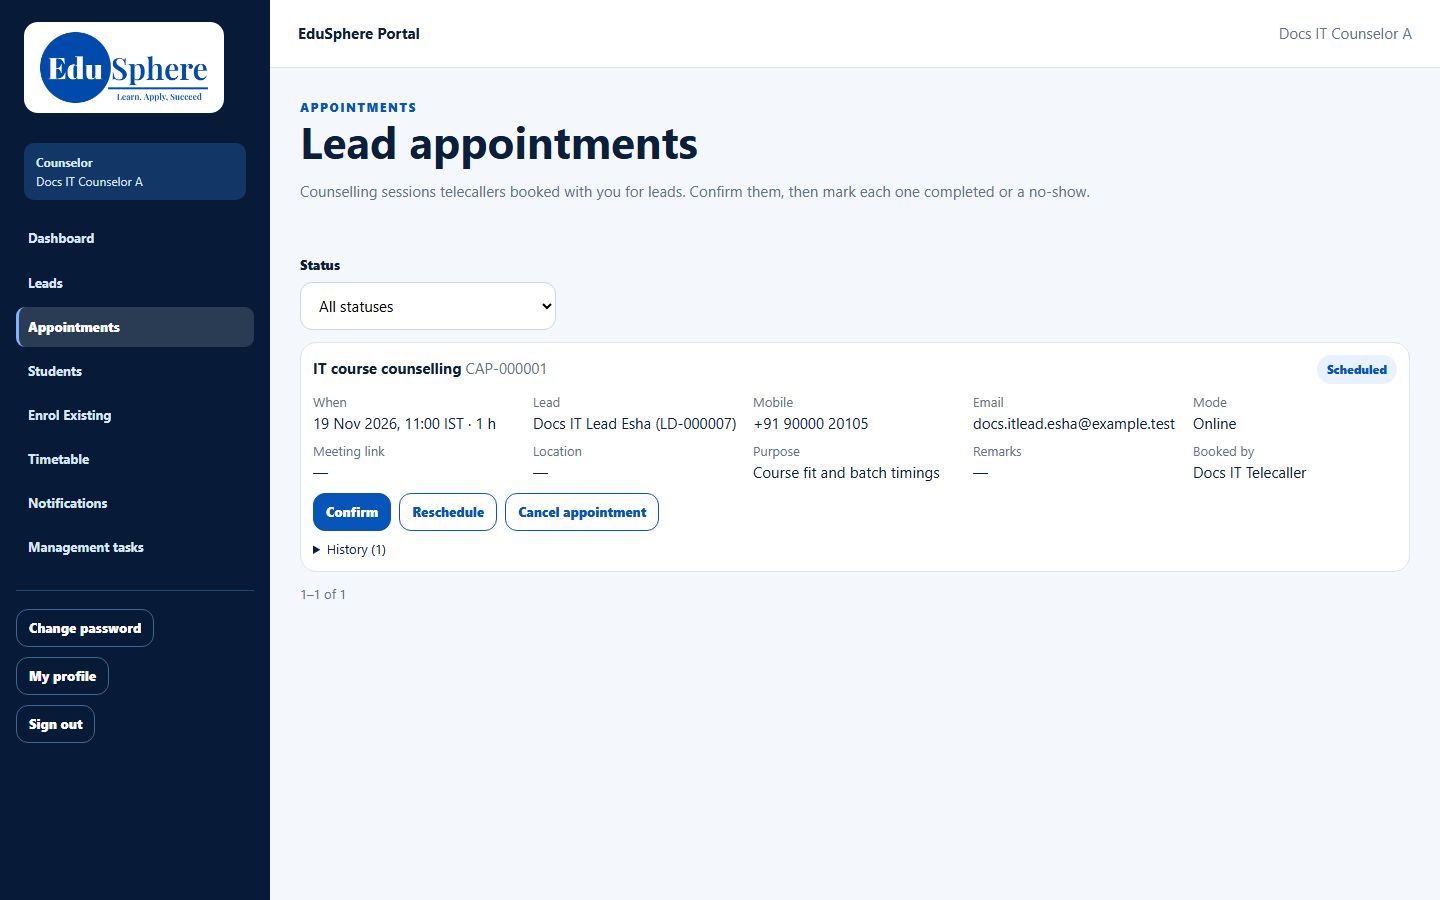 Edu Sphere
Learn. Apply, Succeed
Counselor
Docs IT Counselor A
Dashboard
Leads
Appointments
Students
Enrol Existing
Timetable
Notifications
Management tasks
Change password
My profile
Sign out
EduSphere Portal
Docs IT Counselor A
APPOINTMENTS
Lead appointments
Counselling sessions telecallers booked with you for leads. Confirm them, then mark each one completed or a no-show.
Status
All statuses
IT course counselling CAP-000001
Scheduled
When
19 Nov 2026, 11:00 IST · 1 h
Lead
Docs IT Lead Esha (LD-000007)
Mobile
+91 90000 20105
Email
docs.itlead.esha@example.test
Mode
Online
Meeting link
—
Location
—
Purpose
Course fit and batch timings
Remarks
—
Booked by
Docs IT Telecaller
Confirm
Reschedule
Cancel appointment
History (1)
1–1 of 1